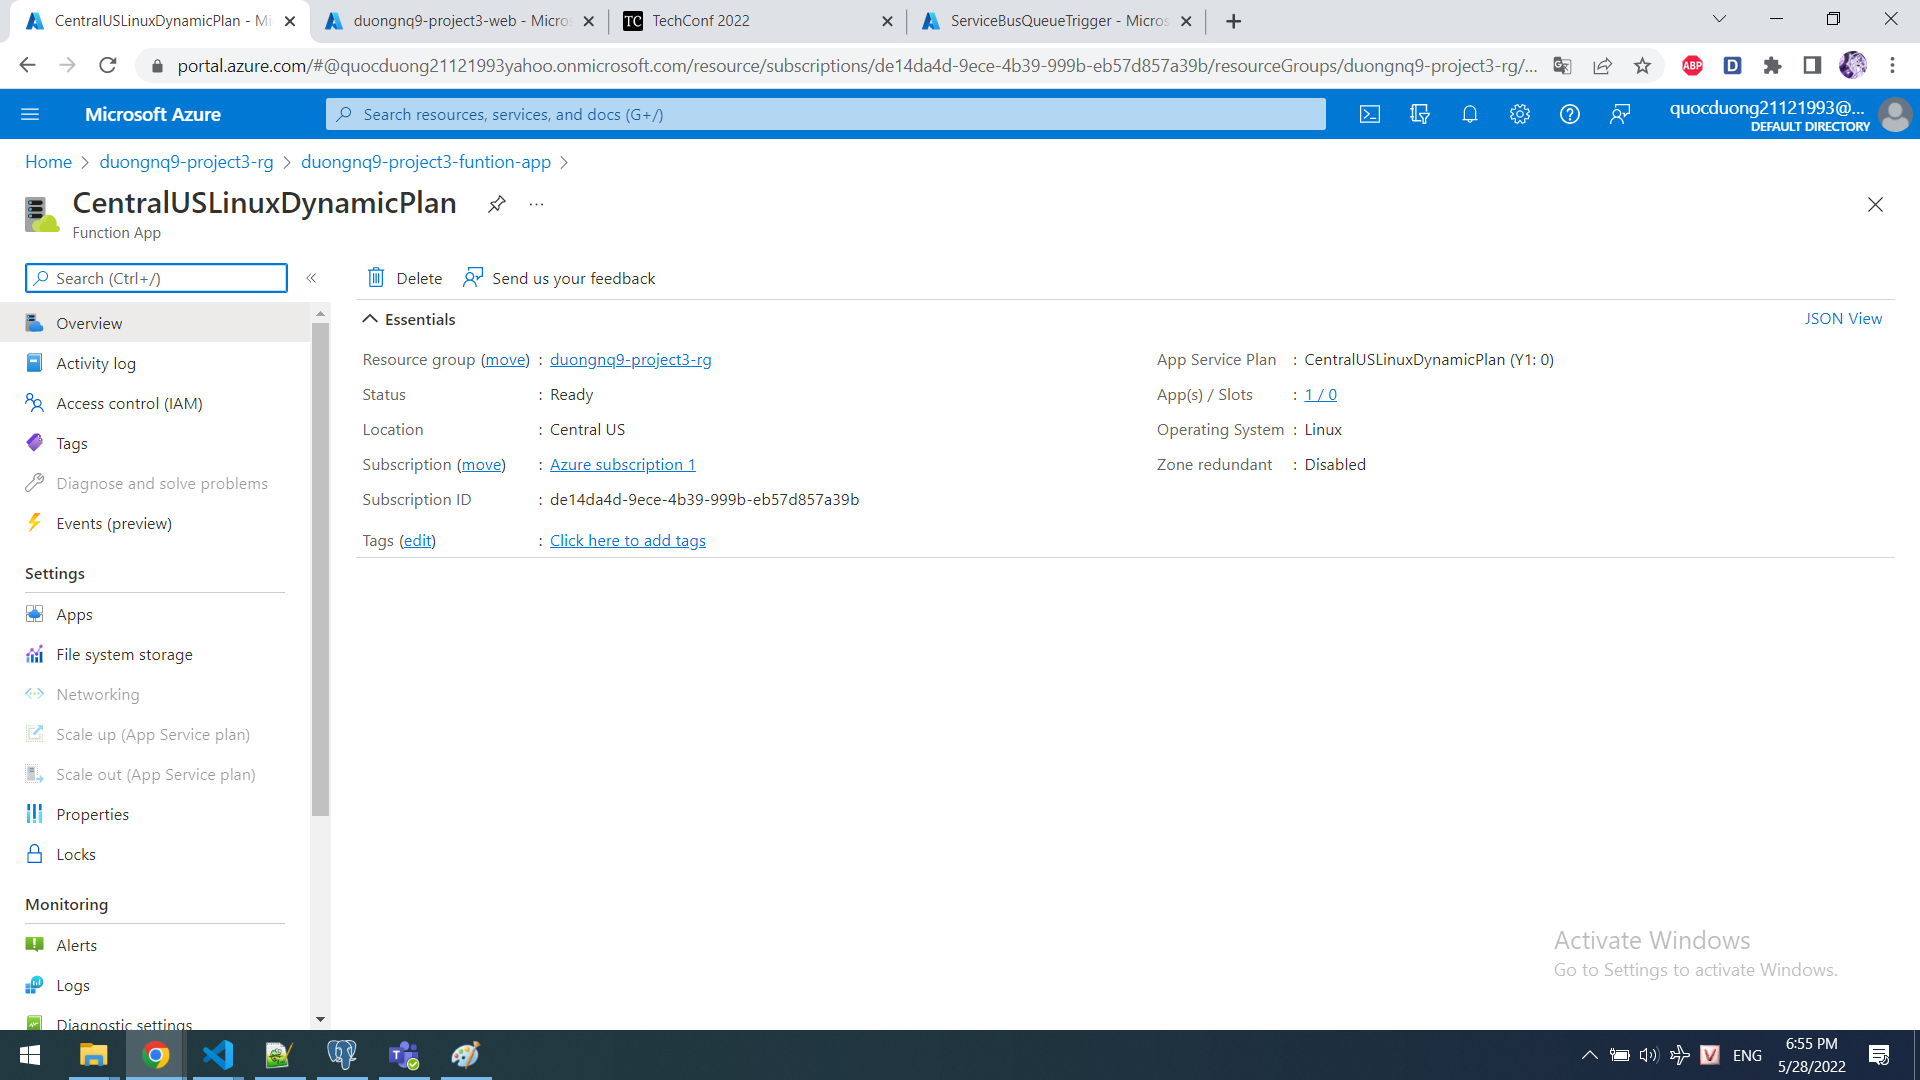 CentralUSLinuxDynamicPlan - Mi
duongnq9-project3-web - Micros
TC TechConf 2022
ServiceBusQueueTrigger - Micros
portal.azure.com/#@quocduong21121993yahoo.onmicrosoft.com/resource/subscriptions/de14da4d-9ece-4b39-999b-eb57d857a39b/resourceGroups/duongnq9-project3-rg/...
ABP
D
Microsoft Azure
Search resources, services, and docs (G+/)
quocduong21121993@...
DEFAULT DIRECTORY
Home > duongnq9-project3-rg > duongnq9-project3-funtion-app >
CentralUSLinuxDynamicPlan
Function App
Search (Ctrl+/)
«
Delete
Send us your feedback
Overview
Activity log
Access control (IAM)
Tags
Diagnose and solve problems
Events (preview)
Settings
Apps
File system storage
Networking
Scale up (App Service plan)
Scale out (App Service plan)
Properties
Locks
Monitoring
Alerts
Logs
Diagnostic settings
Essentials
JSON View
Resource group (move) : duongnq9-project3-rg
Status : Ready
Location : Central US
Subscription (move) : Azure subscription 1
Subscription ID : de14da4d-9ece-4b39-999b-eb57d857a39b
Tags (edit) : Click here to add tags
App Service Plan : CentralUSLinuxDynamicPlan (Y1: 0)
App(s) / Slots : 1 / 0
Operating System : Linux
Zone redundant : Disabled
Activate Windows
Go to Settings to activate Windows.
V
ENG
6:55 PM
5/28/2022